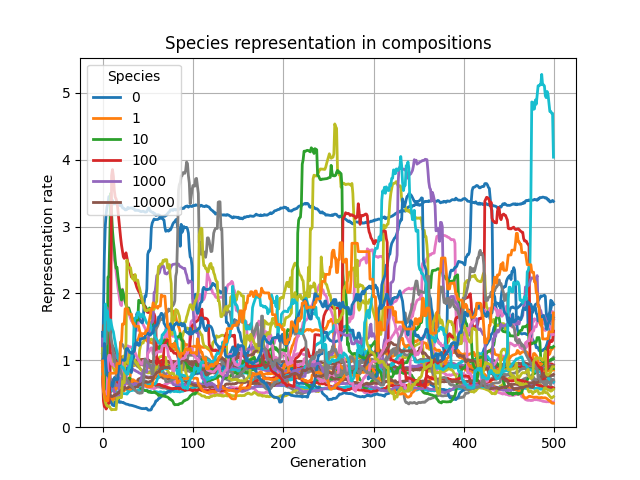 Species representation in compositions
Representation rate
5
4
3
2
1
0
Species
0
1
10
100
1000
10000
0 100 200 300 400 500
Generation